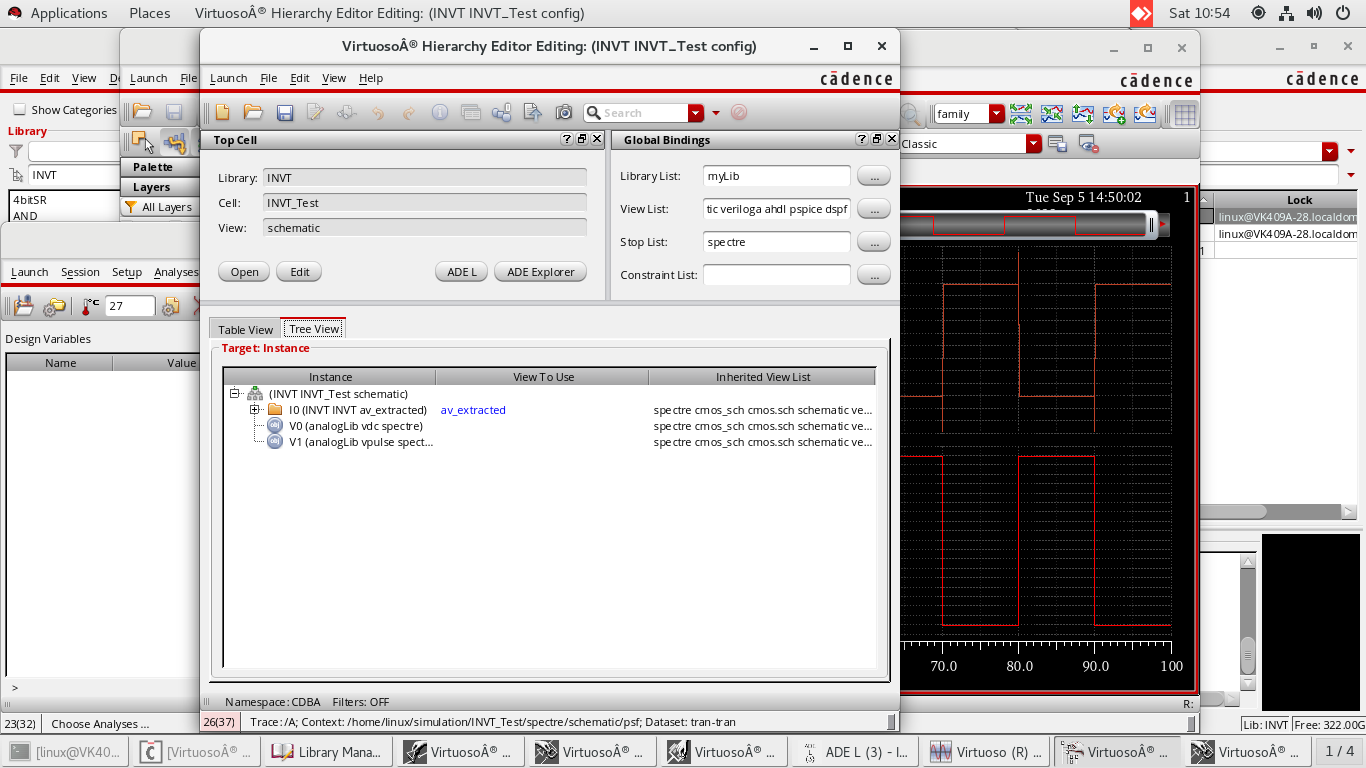 Applications Places VirtuosoÂ® Hierarchy Editor Editing: (INVT INVT_Test config) Sat 10:54
VirtuosoÂ® Hierarchy Editor Editing: (INVT INVT_Test config)
File Edit View
Launch File
Launch File Edit View Help cādence
cādence
cādence
Show Categories
Search
family
Library
INVT
4bitSR
AND
Palette
Layers
All Layers
Top Cell
Library: INVT
Cell: INVT_Test
View: schematic
Open Edit ADE L ADE Explorer
Global Bindings
Library List: myLib ...
View List: tic veriloga ahdl pspice dspf ...
Stop List: spectre ...
Constraint List: ...
Classic
Tue Sep 5 14:50:02 1
Lock
linux@VK409A-28.localdom
linux@VK409A-28.localdom
Launch Session Setup Analyses
°C 27
Design Variables
Name Value
Table View Tree View
Target: Instance
Instance View To Use Inherited View List
(INVT INVT_Test schematic)
I0 (INVT INVT av_extracted) av_extracted spectre cmos_sch cmos.sch schematic ve...
obj V0 (analogLib vdc spectre) spectre cmos_sch cmos.sch schematic ve...
obj V1 (analogLib vpulse spect... spectre cmos_sch cmos.sch schematic ve...
70.0 80.0 90.0 100
>
Namespace: CDBA Filters: OFF
R:
23(32) Choose Analyses ...
26(37) Trace: /A; Context: /home/linux/simulation/INVT_Test/spectre/schematic/psf; Dataset: tran-tran
Lib: INVT Free: 322.00G
[linux@VK40... [VirtuosoÂ® ... Library Mana... VirtuosoÂ® ... VirtuosoÂ® ... VirtuosoÂ® ... ADE L (3) - I... Virtuoso (R) ... VirtuosoÂ® ... VirtuosoÂ® ... 1 / 4